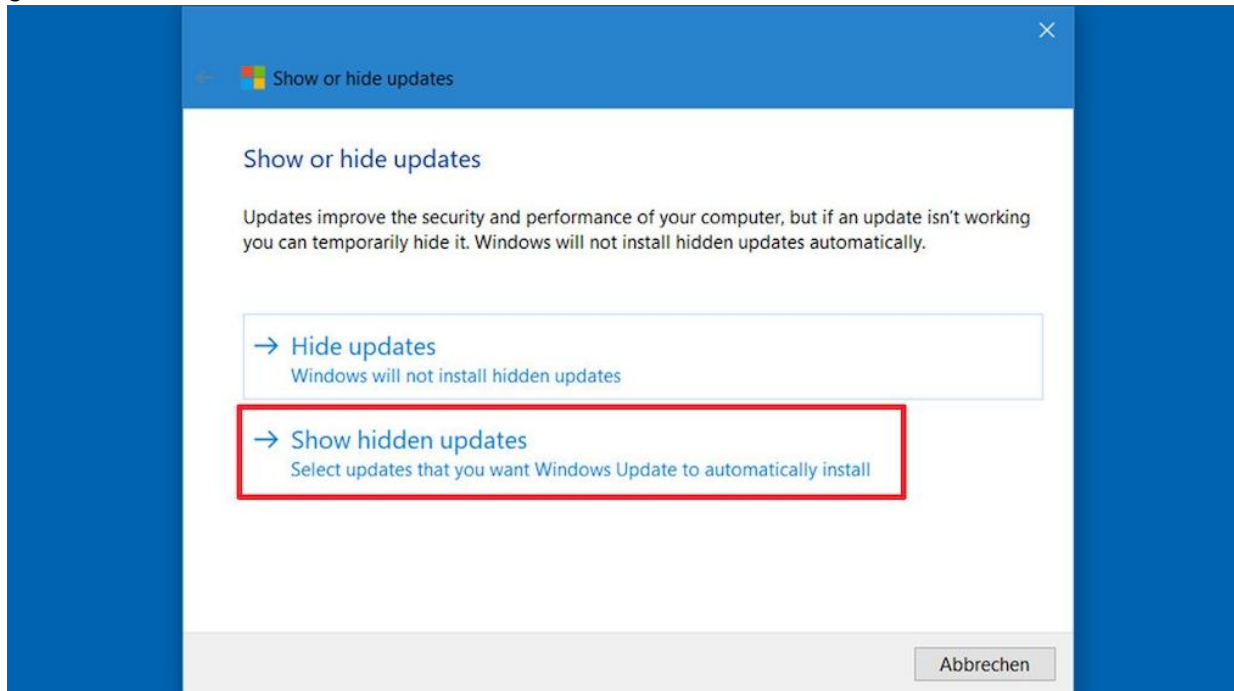 Show or hide updates
Show or hide updates
Updates improve the security and performance of your computer, but if an update isn't working
you can temporarily hide it. Windows will not install hidden updates automatically.
Hide updates
Windows will not install hidden updates
Show hidden updates
Select updates that you want Windows Update to automatically install
Abbrechen